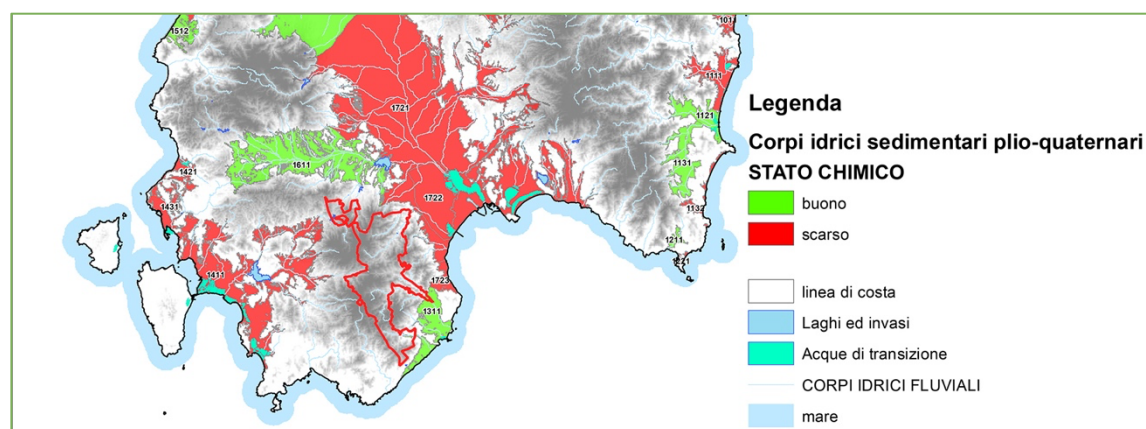 1512
1013
1111
1721
1121
1611
1131
1421
1722
1431
1132
1211
1221
1411
1723
1311
Legenda
Corpi idrici sedimentari plio-quaternari
STATO CHIMICO
buono
scarso
linea di costa
Laghi ed invasi
Acque di transizione
CORPI IDRICI FLUVIALI
mare